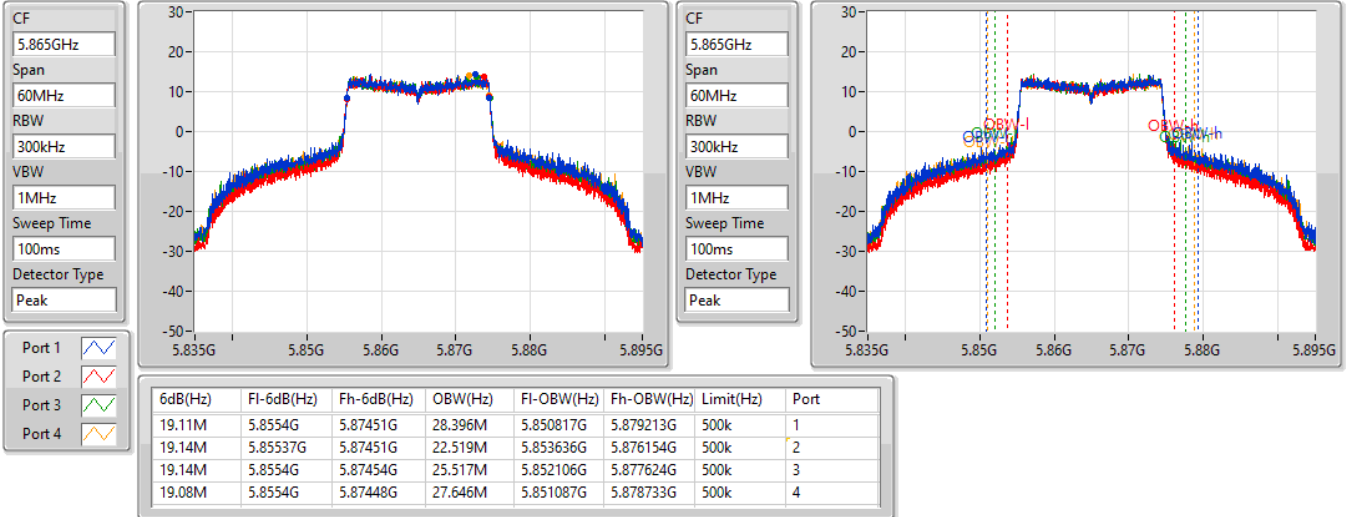 CF
5.865GHz
Span
60MHz
RBW
300kHz
VBW
1MHz
Sweep Time
100ms
Detector Type
Peak
30
20
10
0
-10
-20
-30
-40
-50
5.835G 5.85G 5.86G 5.87G 5.88G 5.895G
CF
5.865GHz
Span
60MHz
RBW
300kHz
VBW
1MHz
Sweep Time
100ms
Detector Type
Peak
30
20
10
0
-10
-20
-30
-40
-50
OBW-l
OBW-h
5.835G 5.85G 5.86G 5.87G 5.88G 5.895G
Port 1
Port 2
Port 3
Port 4
6dB(Hz) Fl-6dB(Hz) Fh-6dB(Hz) OBW(Hz) Fl-OBW(Hz) Fh-OBW(Hz) Limit(Hz) Port
19.11M 5.8554G 5.87451G 28.396M 5.850817G 5.879213G 500k 1
19.14M 5.85537G 5.87451G 22.519M 5.853636G 5.876154G 500k 2
19.14M 5.8554G 5.87454G 25.517M 5.852106G 5.877624G 500k 3
19.08M 5.8554G 5.87448G 27.646M 5.851087G 5.878733G 500k 4